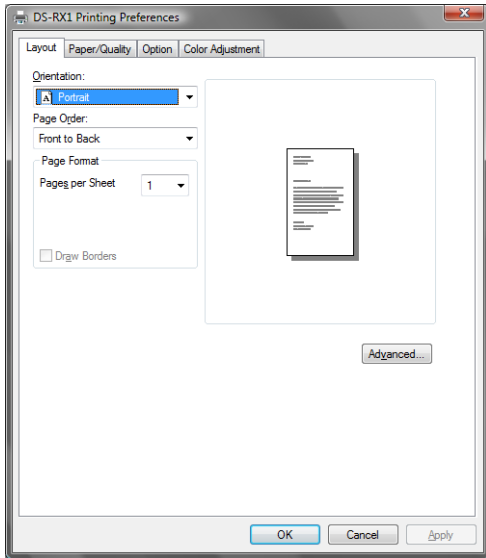 DS-RX1 Printing Preferences
Layout Paper/Quality Option Color Adjustment
Orientation:
A Portrait
Page Order:
Front to Back
Page Format
Pages per Sheet 1
Draw Borders
Advanced...
OK Cancel Apply